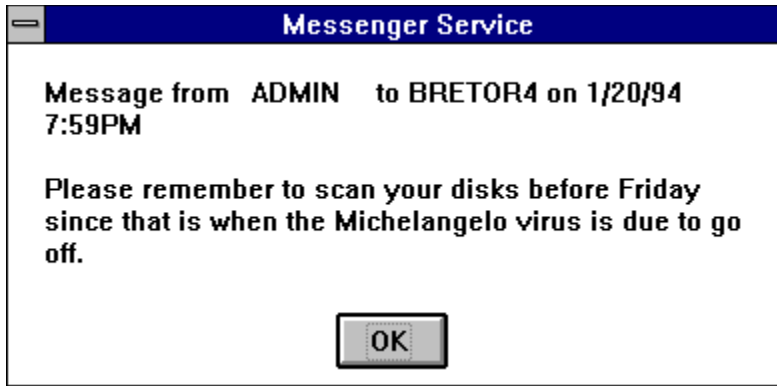 Messenger Service
Message from ADMIN to BRETOR4 on 1/20/94
7:59PM
Please remember to scan your disks before Friday
since that is when the Michelangelo virus is due to go
off.
OK